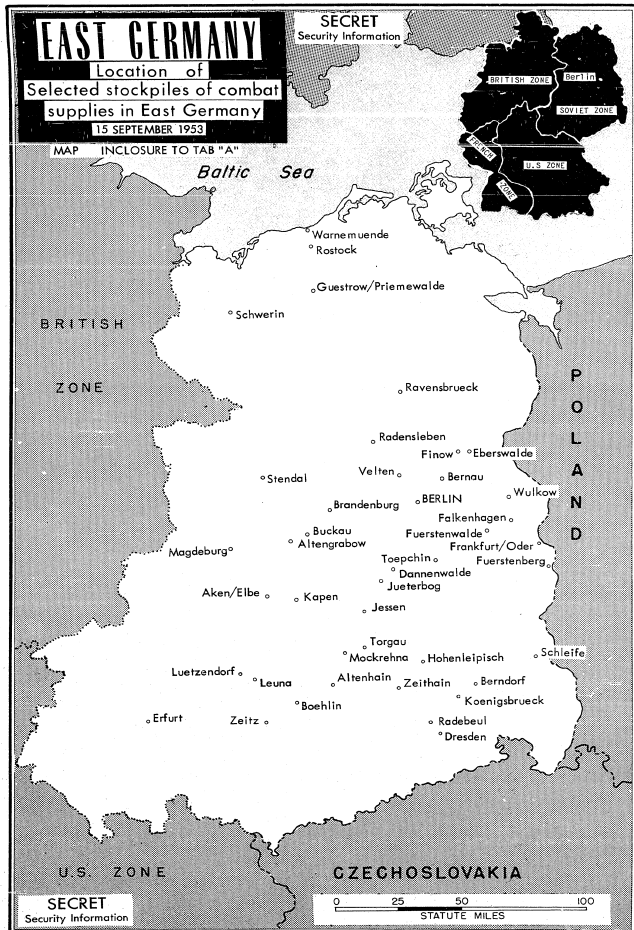 SECRET
Security Information
EAST GERMANY
Location of
Selected stockpiles of combat
supplies in East Germany
15 SEPTEMBER 1953
MAP INCLOSURE TO TAB "A"
BRITISH ZONE
Berlin
SOVIET ZONE
FRENCH
ZONE
U.S ZONE
Baltic Sea
Warnemuende
Rostock
Guestrow/Priemewalde
Schwerin
BRITISH
ZONE
POLAND
Ravensbrueck
Radensleben
Finow
Eberswalde
Velten
Bernau
Stendal
Wulkow
Brandenburg
BERLIN
Falkenhagen
Buckau
Fuerstenwalde
Altengrabow
Frankfurt/Oder
Magdeburg
Toepchin
Fuerstenberg
Dannenwalde
Jueterbog
Aken/Elbe
Kapen
Jessen
Torgau
Mockrehna
Hohenleipisch
Schleife
Luetzendorf
Leuna
Altenhain
Zeithain
Berndorf
Boehlin
Koenigsbrueck
Erfurt
Zeitz
Radebeul
Dresden
U.S. ZONE
CZECHOSLOVAKIA
SECRET
Security Information
0 25 50 100
STATUTE MILES